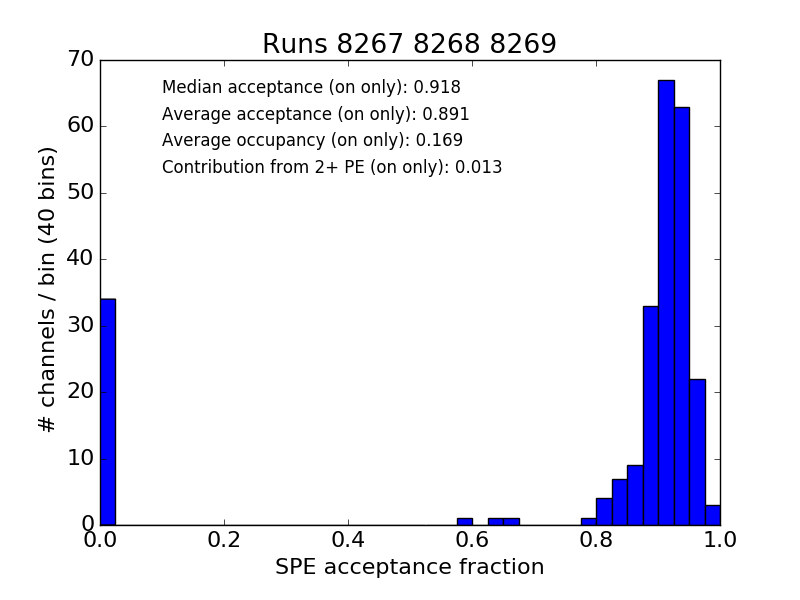 Runs 8267 8268 8269
Median acceptance (on only): 0.918
Average acceptance (on only): 0.891
Average occupancy (on only): 0.169
Contribution from 2+ PE (on only): 0.013
# channels / bin (40 bins)
70
60
50
40
30
20
10
0
0.0 0.2 0.4 0.6 0.8 1.0
SPE acceptance fraction